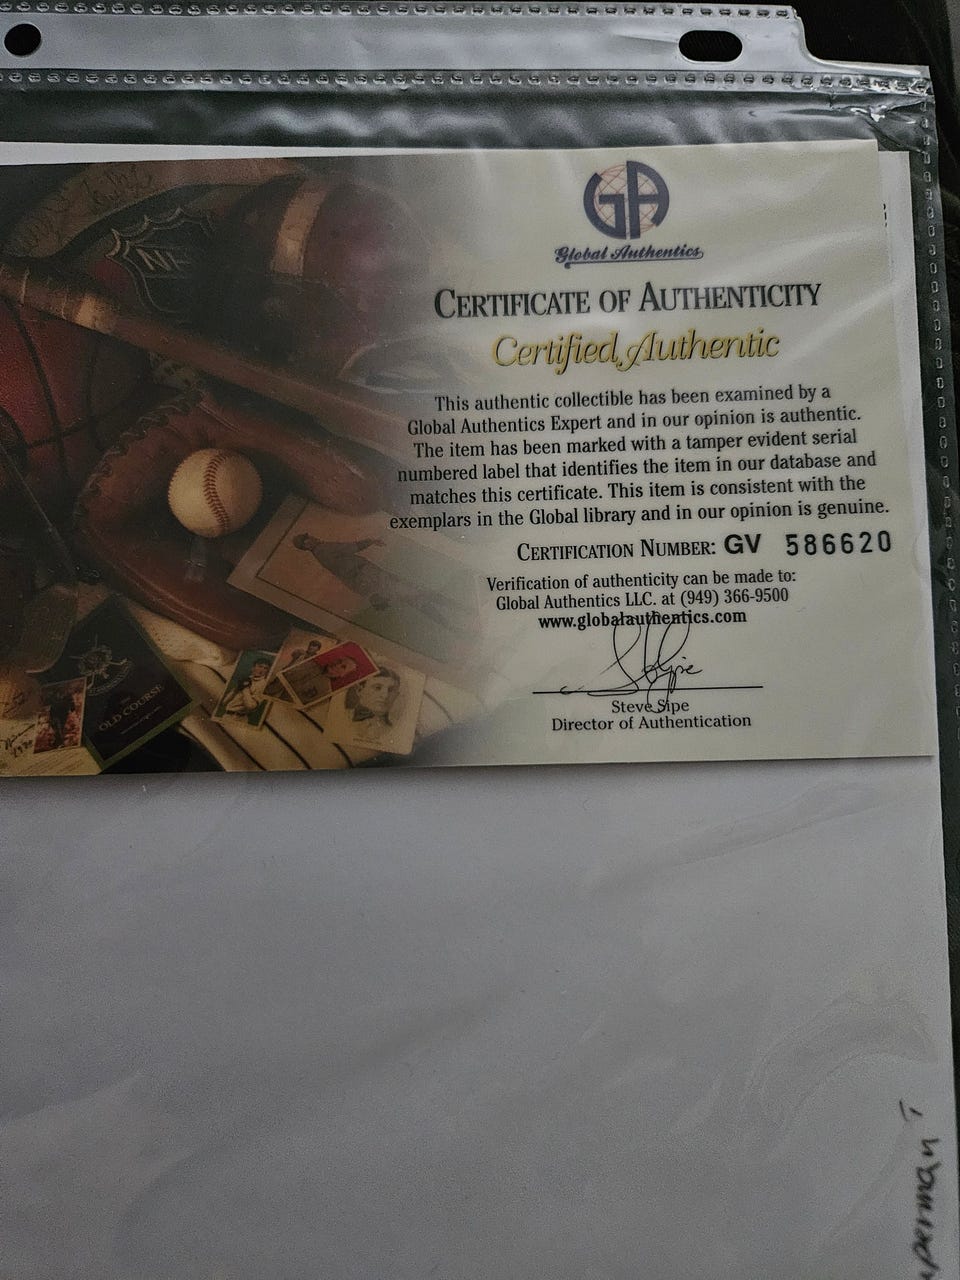 GA
Global Authentics
CERTIFICATE OF AUTHENTICITY
Certified Authentic
This authentic collectible has been examined by a
Global Authentics Expert and in our opinion is authentic.
The item has been marked with a tamper evident serial
numbered label that identifies the item in our database and
matches this certificate. This item is consistent with the
exemplars in the Global library and in our opinion is genuine.
CERTIFICATION NUMBER: GV 586620
Verification of authenticity can be made to:
Global Authentics LLC. at (949) 366-9500
www.globalauthentics.com
Steve Sipe
Director of Authentication
OLD COURSE